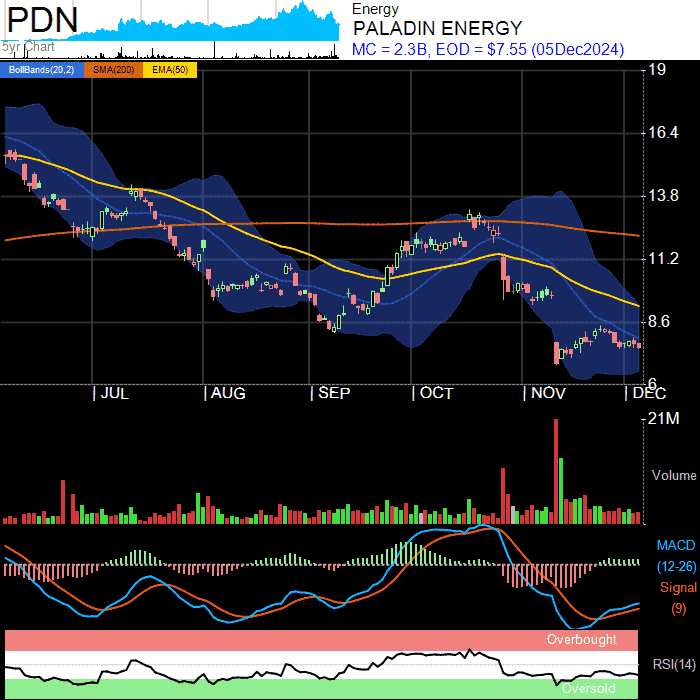 PDN
Energy
PALADIN ENERGY
MC = 2.3B, EOD = $7.55 (05Dec2024)
5yr Chart
BollBands(20,2) SMA(200) EMA(50)
19
16.4
13.8
11.2
8.6
6
JUL AUG SEP OCT NOV DEC
21M
Volume
MACD
(12-26)
Signal
(9)
Overbought
RSI(14)
Oversold